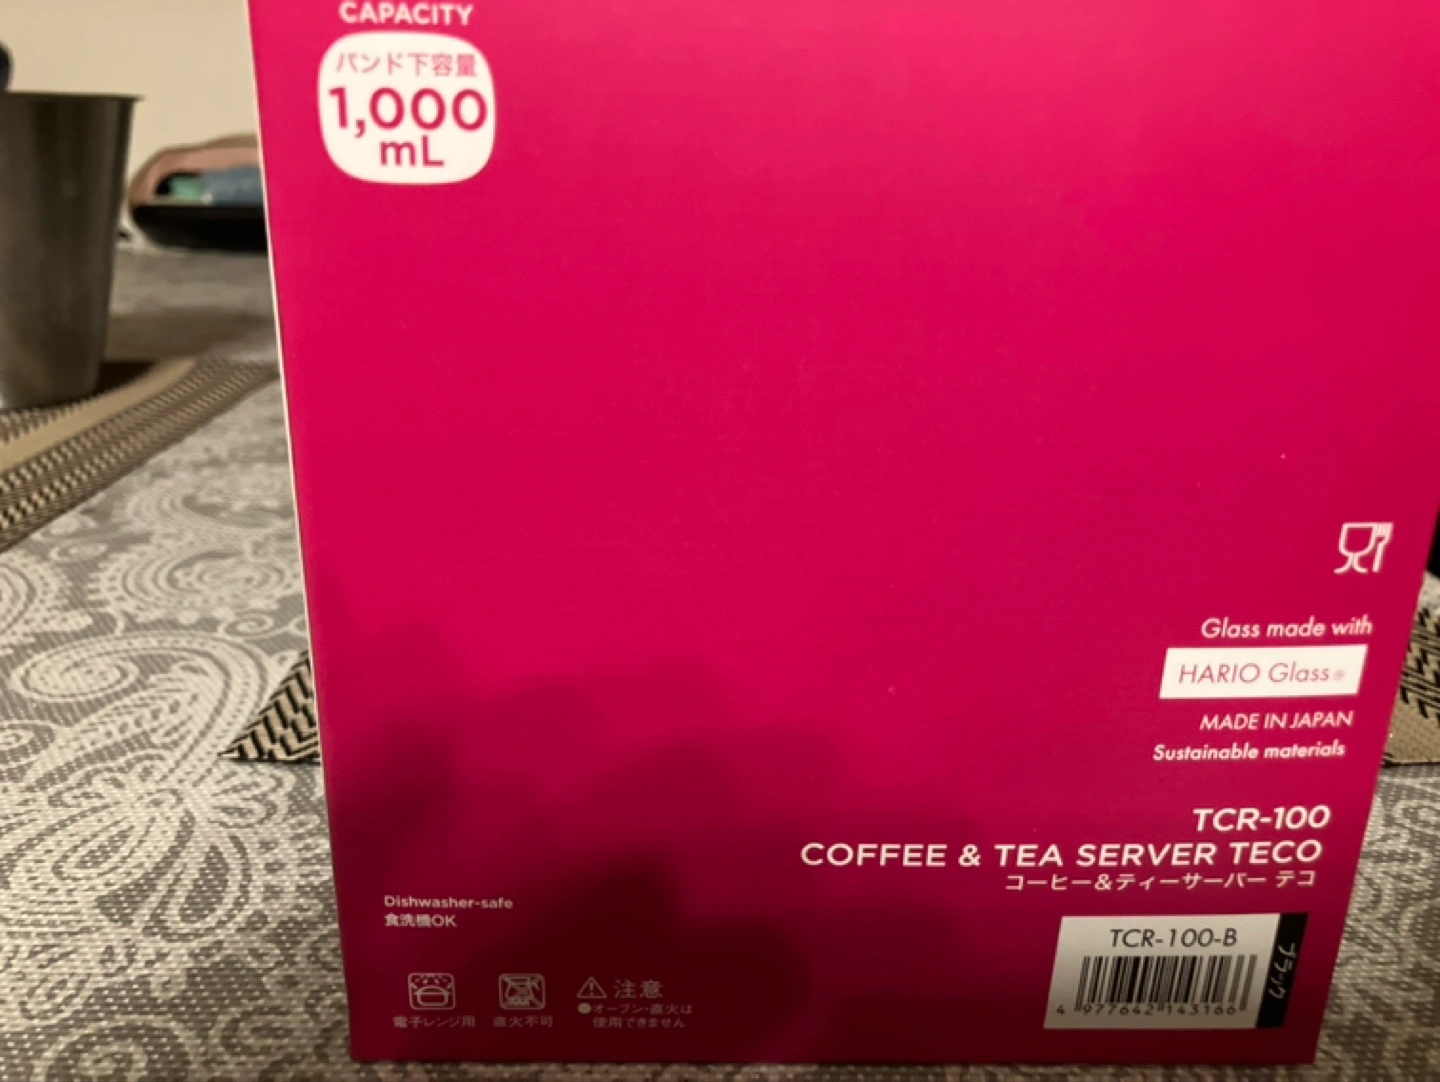 CAPACITY
バンド下容量
1,000
mL
Glass made with
HARIO Glass®
MADE IN JAPAN
Sustainable materials
TCR-100
COFFEE & TEA SERVER TECO
コーヒー&ティーサーバー テコ
Dishwasher-safe
食洗機OK
TCR-100-B
ブラック
4 977642 143166
電子レンジ用
直火不可
注意
●オーブン・直火は
使用できません